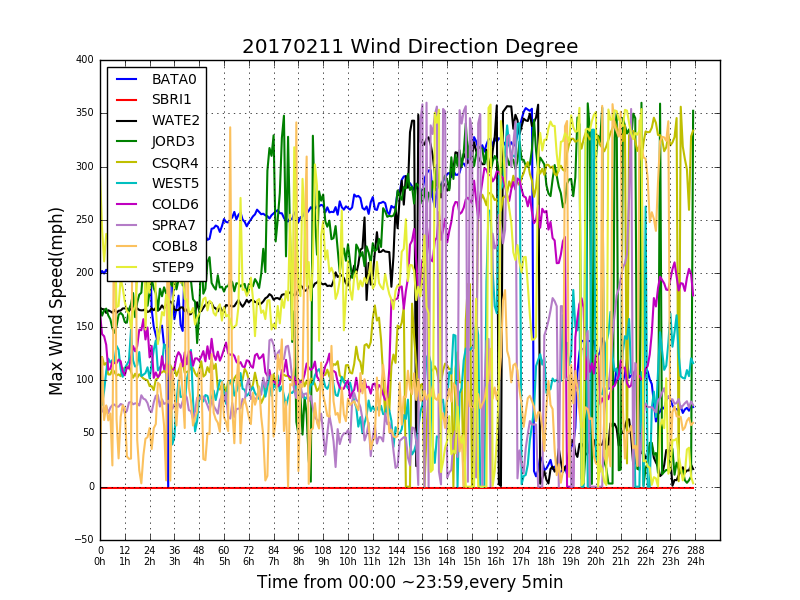 20170211 Wind Direction Degree
Max Wind Speed(mph)
400
350
300
250
200
150
100
50
0
−50
BATA0
SBRI1
WATE2
JORD3
CSQR4
WEST5
COLD6
SPRA7
COBL8
STEP9
0 12 24 36 48 60 72 84 96 108 120 132 144 156 168 180 192 204 216 228 240 252 264 276 288
0h 1h 2h 3h 4h 5h 6h 7h 8h 9h 10h 11h 12h 13h 14h 15h 16h 17h 18h 19h 20h 21h 22h 23h 24h
Time from 00:00 ~23:59,every 5min